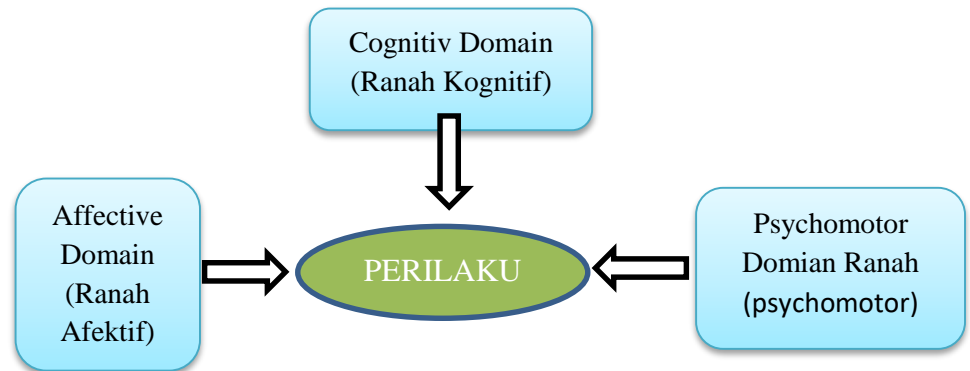 Cognitiv Domain
(Ranah Kognitif)
Affective
Domain
(Ranah
Afektif)
PERILAKU
Psychomotor
Domian Ranah
(psychomotor)